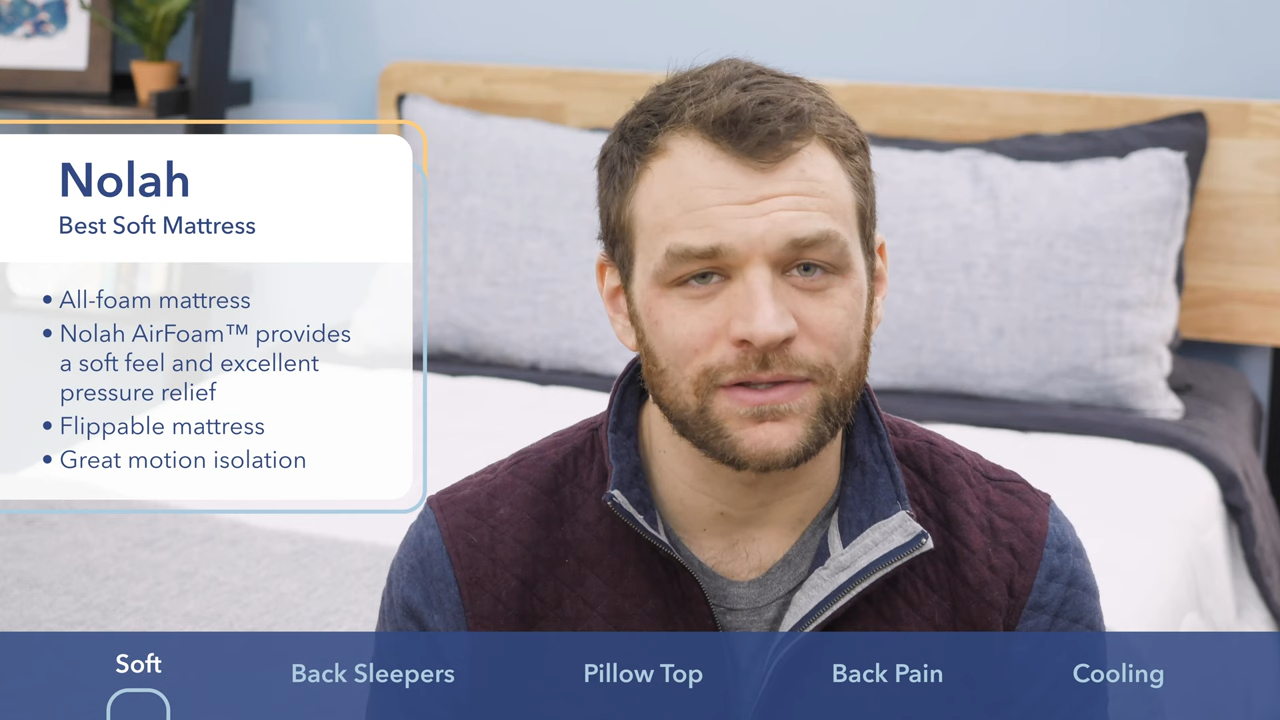 Nolah
Best Soft Mattress
• All-foam mattress
• Nolah AirFoam™ provides
a soft feel and excellent
pressure relief
• Flippable mattress
• Great motion isolation
Soft
Back Sleepers
Pillow Top
Back Pain
Cooling